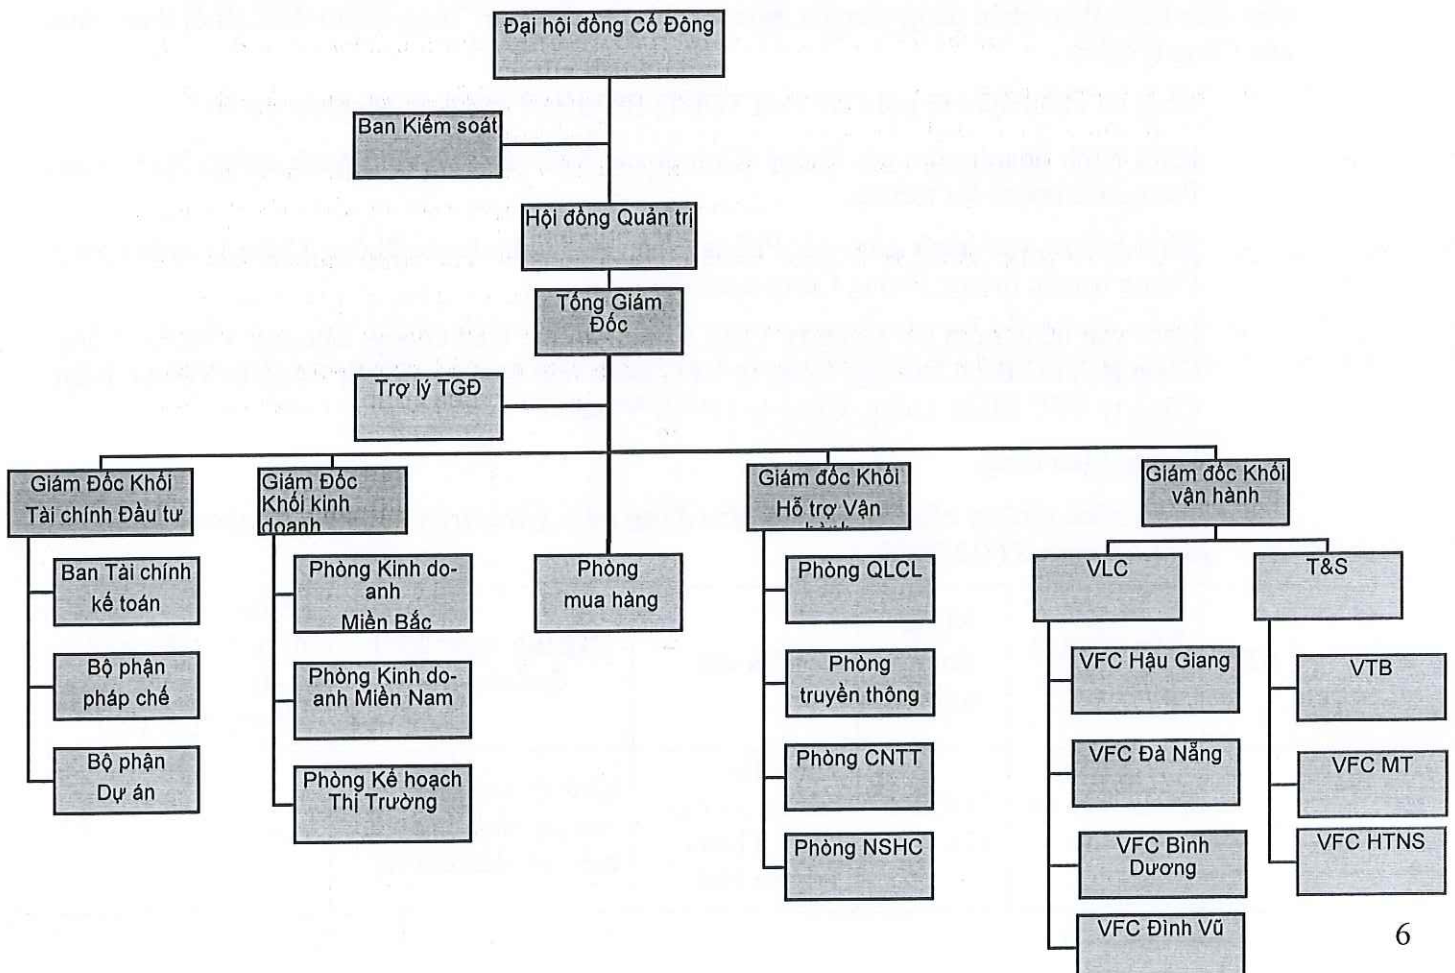 Đại hội đồng Cổ Đông
Ban Kiểm soát
Hội đồng Quản trị
Tổng Giám
Đốc
Trợ lý TGĐ
Giám Đốc Khối
Tài chính Đầu tư
Giám Đốc
Khối kinh
doanh
Giám đốc Khối
Hỗ trợ Vận
Giám đốc Khối
vận hành
Ban Tài chính
kế toán
Bộ phận
pháp chế
Bộ phận
Dự án
Phòng Kinh do-
anh
Miền Bắc
Phòng Kinh do-
anh Miền Nam
Phòng Kế hoạch
Thị Trường
Phòng
mua hàng
Phòng QLCL
Phòng
truyền thông
Phòng CNTT
Phòng NSHC
VLC
VFC Hậu Giang
VFC Đà Nẵng
VFC Bình
Dương
VFC Đình Vũ
T&S
VTB
VFC MT
VFC HTNS
6